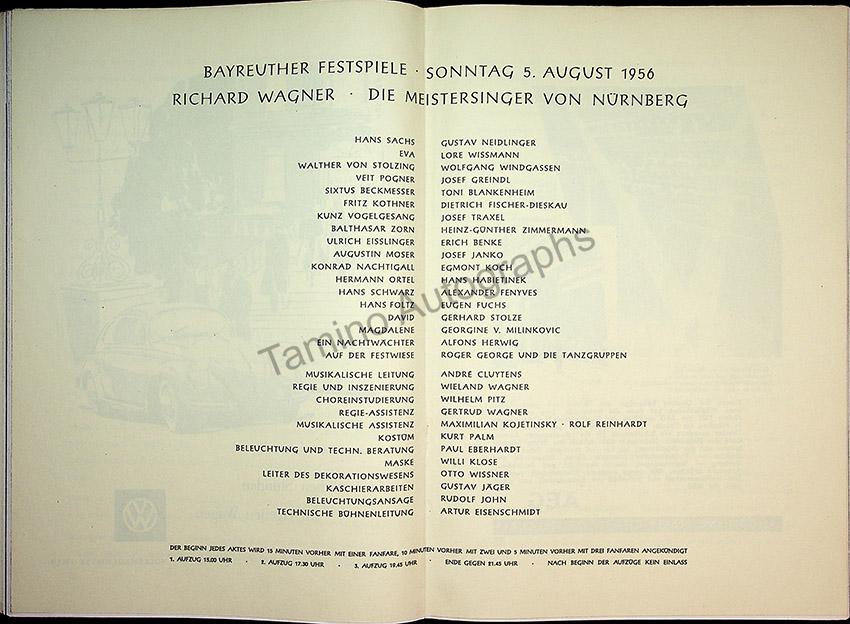 BAYREUTHER FESTSPIELE · SONNTAG 5. AUGUST 1956
RICHARD WAGNER · DIE MEISTERSINGER VON NÜRNBERG
HANS SACHS GUSTAV NEIDLINGER
EVA LORE WISSMANN
WALTHER VON STOLZING WOLFGANG WINDGASSEN
VEIT POGNER JOSEF GREINDL
SIXTUS BECKMESSER TONI BLANKENHEIM
FRITZ KOTHNER DIETRICH FISCHER-DIESKAU
KUNZ VOGELGESANG JOSEF TRAXEL
BALTHASAR ZORN HEINZ-GÜNTHER ZIMMERMANN
ULRICH EISSLINGER ERICH BENKE
AUGUSTIN MOSER JOSEF JANKO
KONRAD NACHTIGALL EGMONT KOCH
HERMANN ORTEL HANS HABIETINEK
HANS SCHWARZ ALEXANDER FENYVES
HANS FOLTZ EUGEN FUCHS
DAVID GERHARD STOLZE
MAGDALENE GEORGINE V. MILINKOVIC
EIN NACHTWÄCHTER ALFONS HERWIG
AUF DER FESTWIESE ROGER GEORGE UND DIE TANZGRUPPEN
MUSIKALISCHE LEITUNG ANDRÉ CLUYTENS
REGIE UND INSZENIERUNG WIELAND WAGNER
CHOREINSTUDIERUNG WILHELM PITZ
REGIE-ASSISTENZ GERTRUD WAGNER
MUSIKALISCHE ASSISTENZ MAXIMILIAN KOJETINSKY · ROLF REINHARDT
KOSTÜM KURT PALM
BELEUCHTUNG UND TECHN. BERATUNG PAUL EBERHARDT
MASKE WILLI KLOSE
LEITER DES DEKORATIONSWESENS OTTO WISSNER
KASCHIERARBEITEN GUSTAV JÄGER
BELEUCHTUNGSANSAGE RUDOLF JOHN
TECHNISCHE BÜHNENLEITUNG ARTUR EISENSCHMIDT
DER BEGINN JEDES AKTES WIRD 15 MINUTEN VORHER MIT EINER FANFARE, 10 MINUTEN VORHER MIT ZWEI UND 5 MINUTEN VORHER MIT DREI FANFAREN ANGEKÜNDIGT
1. AUFZUG 15.00 UHR · 2. AUFZUG 17.30 UHR · 3. AUFZUG 19.45 UHR · ENDE GEGEN 21.45 UHR · NACH BEGINN DER AUFZÜGE KEIN EINLASS
Tamino Autographs